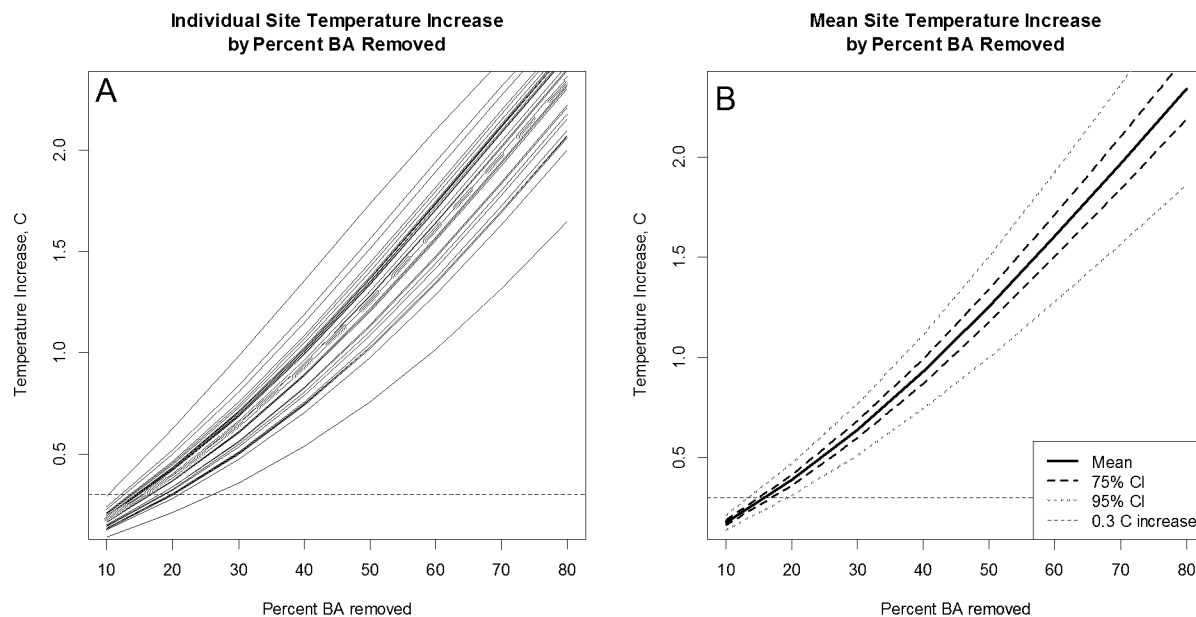 Individual Site Temperature Increase
by Percent BA Removed
A
Temperature Increase, C
2.0
1.5
1.0
0.5
10 20 30 40 50 60 70 80
Percent BA removed
Mean Site Temperature Increase
by Percent BA Removed
B
Temperature Increase, C
2.0
1.5
1.0
0.5
Mean
75% CI
95% CI
0.3 C increase
10 20 30 40 50 60 70 80
Percent BA removed